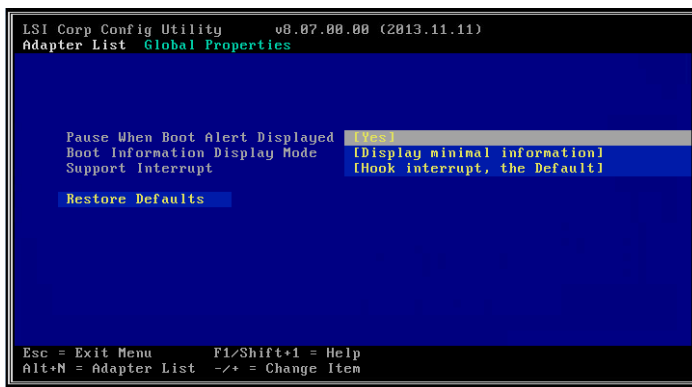 LSI Corp Config Utility v8.07.00.00 (2013.11.11)
Adapter List Global Properties
Pause When Boot Alert Displayed [Yes]
Boot Information Display Mode [Display minimal information]
Support Interrupt [Hook interrupt, the Default]
Restore Defaults
Esc = Exit Menu F1/Shift+1 = Help
Alt+N = Adapter List -/+ = Change Item